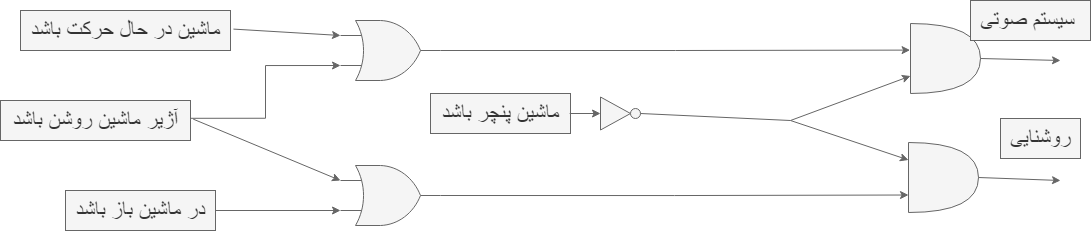 سیستم صوتی
ماشین در حال حرکت باشد
آژیر ماشین روشن باشد
ماشین پنچر باشد
روشنایی
در ماشین باز باشد